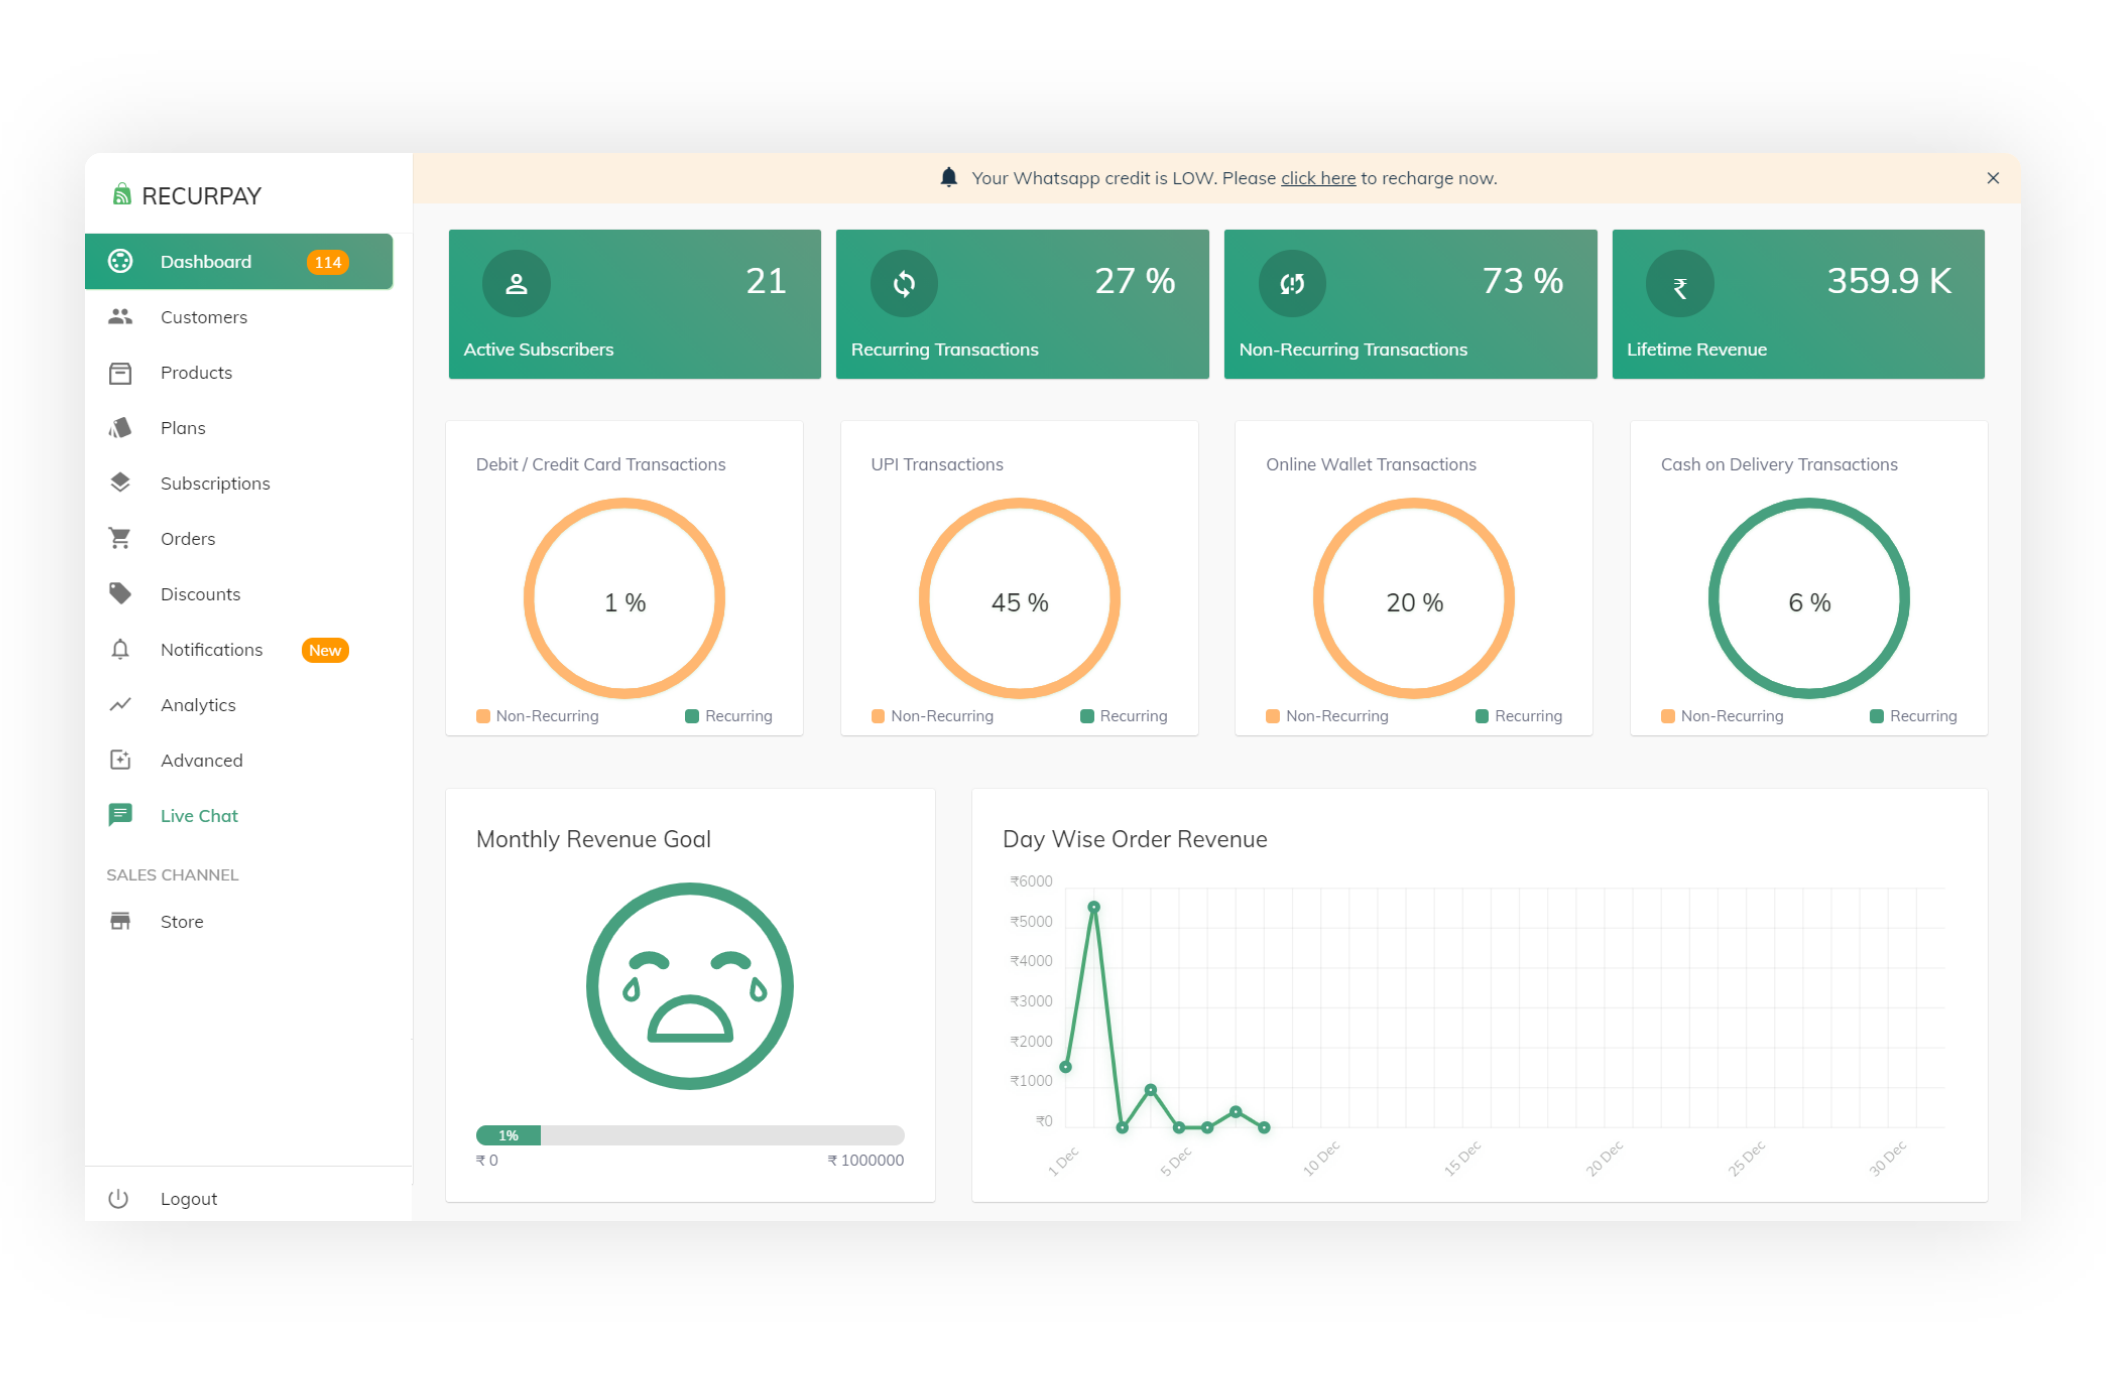 RECURPAY
Your Whatsapp credit is LOW. Please click here to recharge now.
Dashboard 114
Customers
Products
Plans
Subscriptions
Orders
Discounts
Notifications New
Analytics
Advanced
Live Chat
SALES CHANNEL
Store
Logout
21
Active Subscribers
27 %
Recurring Transactions
73 %
Non-Recurring Transactions
₹ 359.9 K
Lifetime Revenue
Debit / Credit Card Transactions
1 %
Non-Recurring Recurring
UPI Transactions
45 %
Non-Recurring Recurring
Online Wallet Transactions
20 %
Non-Recurring Recurring
Cash on Delivery Transactions
6 %
Non-Recurring Recurring
Monthly Revenue Goal
1%
₹ 0 ₹ 1000000
Day Wise Order Revenue
₹6000
₹5000
₹4000
₹3000
₹2000
₹1000
₹0
1 Dec 5 Dec 10 Dec 15 Dec 20 Dec 25 Dec 30 Dec